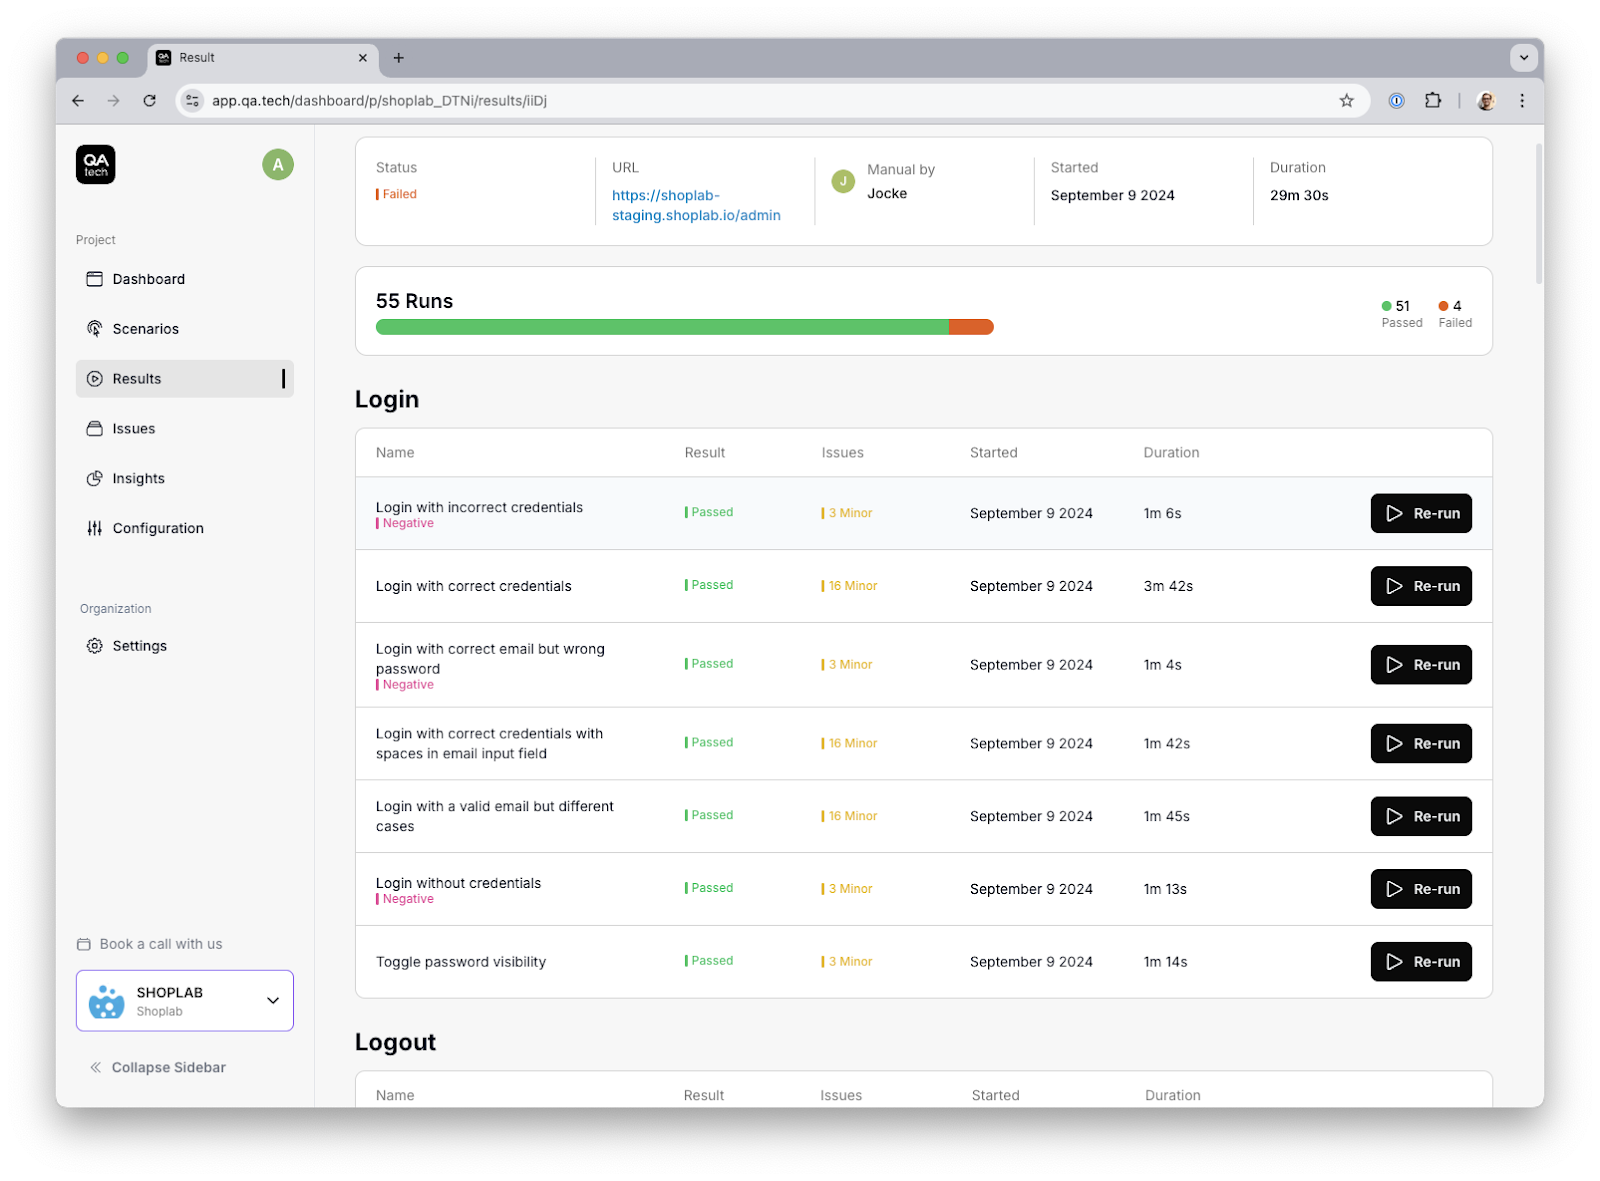 QA tech Result
app.qa.tech/dashboard/p/shoplab_DTNi/results/iiDj
QA
tech
A
Project
Dashboard
Scenarios
Results
Issues
Insights
Configuration
Organization
Settings
Book a call with us
SHOPLAB
Shoplab
Collapse Sidebar
Status
Failed
URL
https://shoplab-
staging.shoplab.io/admin
J
Manual by
Jocke
Started
September 9 2024
Duration
29m 30s
55 Runs
51
Passed
4
Failed
Login
Name Result Issues Started Duration
Login with incorrect credentials
Negative
Passed 3 Minor September 9 2024 1m 6s Re-run
Login with correct credentials Passed 16 Minor September 9 2024 3m 42s Re-run
Login with correct email but wrong
password
Negative
Passed 3 Minor September 9 2024 1m 4s Re-run
Login with correct credentials with
spaces in email input field
Passed 16 Minor September 9 2024 1m 42s Re-run
Login with a valid email but different
cases
Passed 16 Minor September 9 2024 1m 45s Re-run
Login without credentials
Negative
Passed 3 Minor September 9 2024 1m 13s Re-run
Toggle password visibility Passed 3 Minor September 9 2024 1m 14s Re-run
Logout
Name Result Issues Started Duration